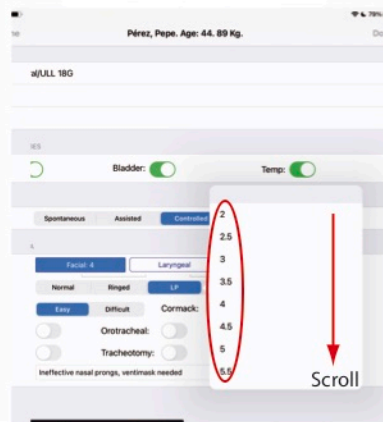 79%
Pérez, Pepe. Age: 44. 89 Kg.
al/ULL 18G
Bladder:
Temp:
Spontaneous Assisted Controlled
Facial: 4 Laryngeal
Normal Ringed LP
Easy Difficult Cormack:
Orotracheal:
Tracheotomy:
Ineffective nasal prongs, ventimask needed
2
2.5
3
3.5
4
4.5
5
5.5
Scroll